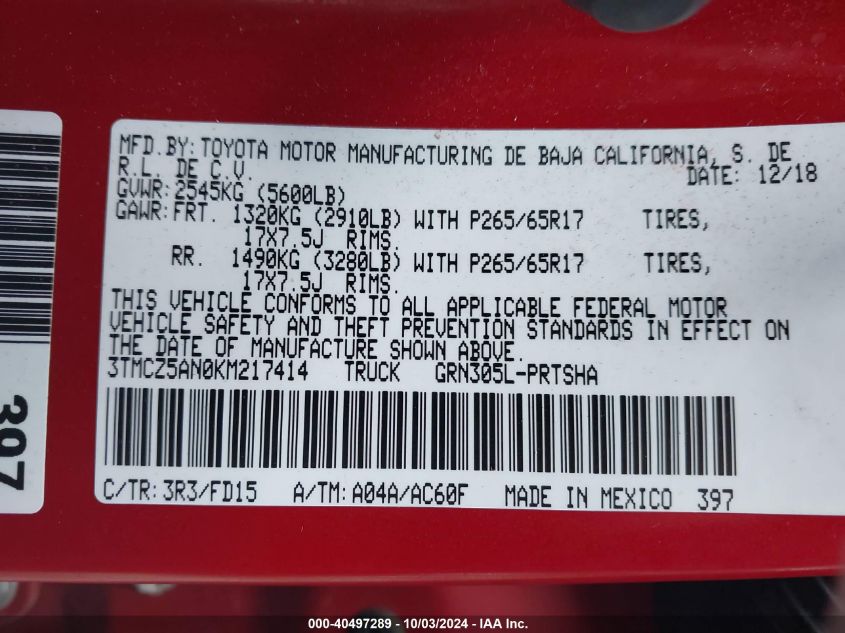 MFD.BY: TOYOTA MOTOR MANUFACTURING DE BAJA CALIFORNIA, S. DE
R.L. DE C.V. DATE: 12/18
GVWR: 2545KG (5600LB)
GAWR: FRT. 1320KG (2910LB) WITH P265/65R17 TIRES,
17X7.5J RIMS.
RR. 1490KG (3280LB) WITH P265/65R17 TIRES,
17X7.5J RIMS.
THIS VEHICLE CONFORMS TO ALL APPLICABLE FEDERAL MOTOR
VEHICLE SAFETY AND THEFT PREVENTION STANDARDS IN EFFECT ON
THE DATE OF MANUFACTURE SHOWN ABOVE.
3TMCZ5AN0KM217414 TRUCK GRN305L-PRTSHA
C/TR: 3R3/FD15 A/TM: A04A/AC60F MADE IN MEXICO 397
397
000-40497289 - 10/03/2024 - IAA Inc.